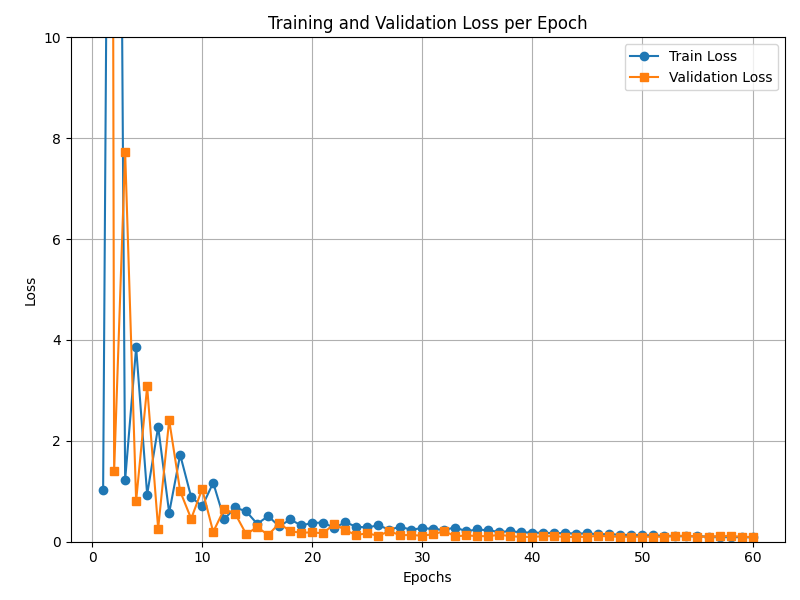 Training and Validation Loss per Epoch
Train Loss
Validation Loss
Loss
10
8
6
4
2
0
0 10 20 30 40 50 60
Epochs